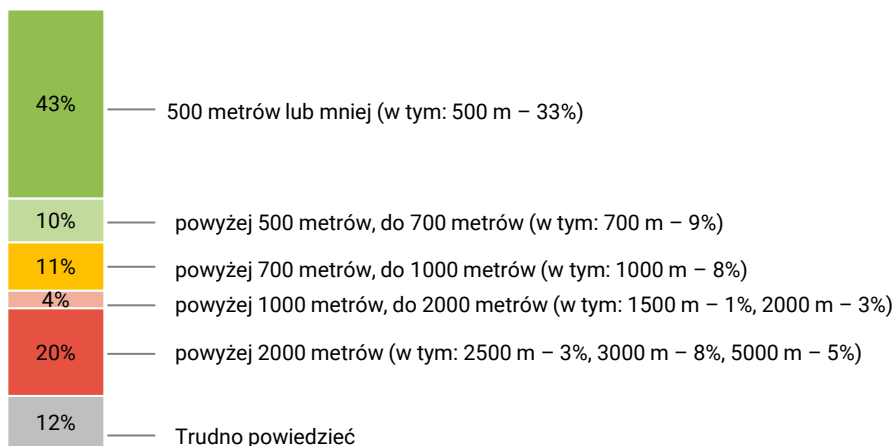 43% 500 metrów lub mniej (w tym: 500 m – 33%)
10% powyżej 500 metrów, do 700 metrów (w tym: 700 m – 9%)
11% powyżej 700 metrów, do 1000 metrów (w tym: 1000 m – 8%)
4% powyżej 1000 metrów, do 2000 metrów (w tym: 1500 m – 1%, 2000 m – 3%)
20% powyżej 2000 metrów (w tym: 2500 m – 3%, 3000 m – 8%, 5000 m – 5%)
12% Trudno powiedzieć